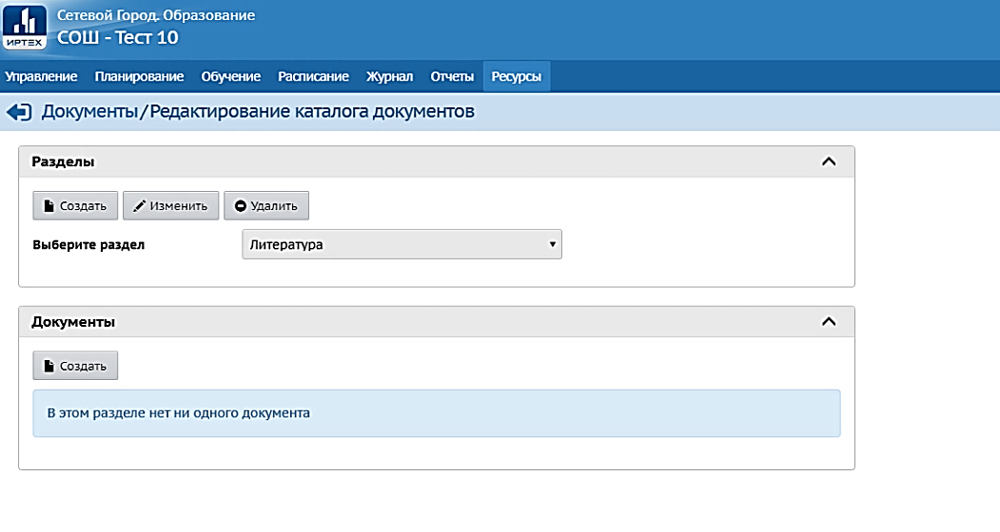 Сетевой Город. Образование
ИРТЕХ
СОШ - Тест 10
Управление Планирование Обучение Расписание Журнал Отчеты Ресурсы
Документы/Редактирование каталога документов
Разделы
Создать Изменить Удалить
Выберите раздел Литература
Документы
Создать
В этом разделе нет ни одного документа